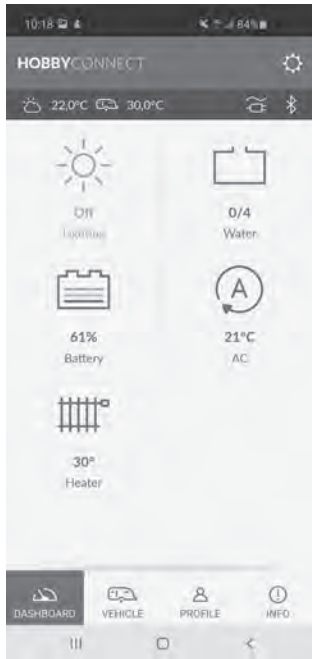 10:18 84%
HOBBYCONNECT
22,0°C 30,0°C
Off 0/4
Lighting Water
A
61% 21°C
Battery AC
30°
Heater
DASHBOARD VEHICLE PROFILE INFO